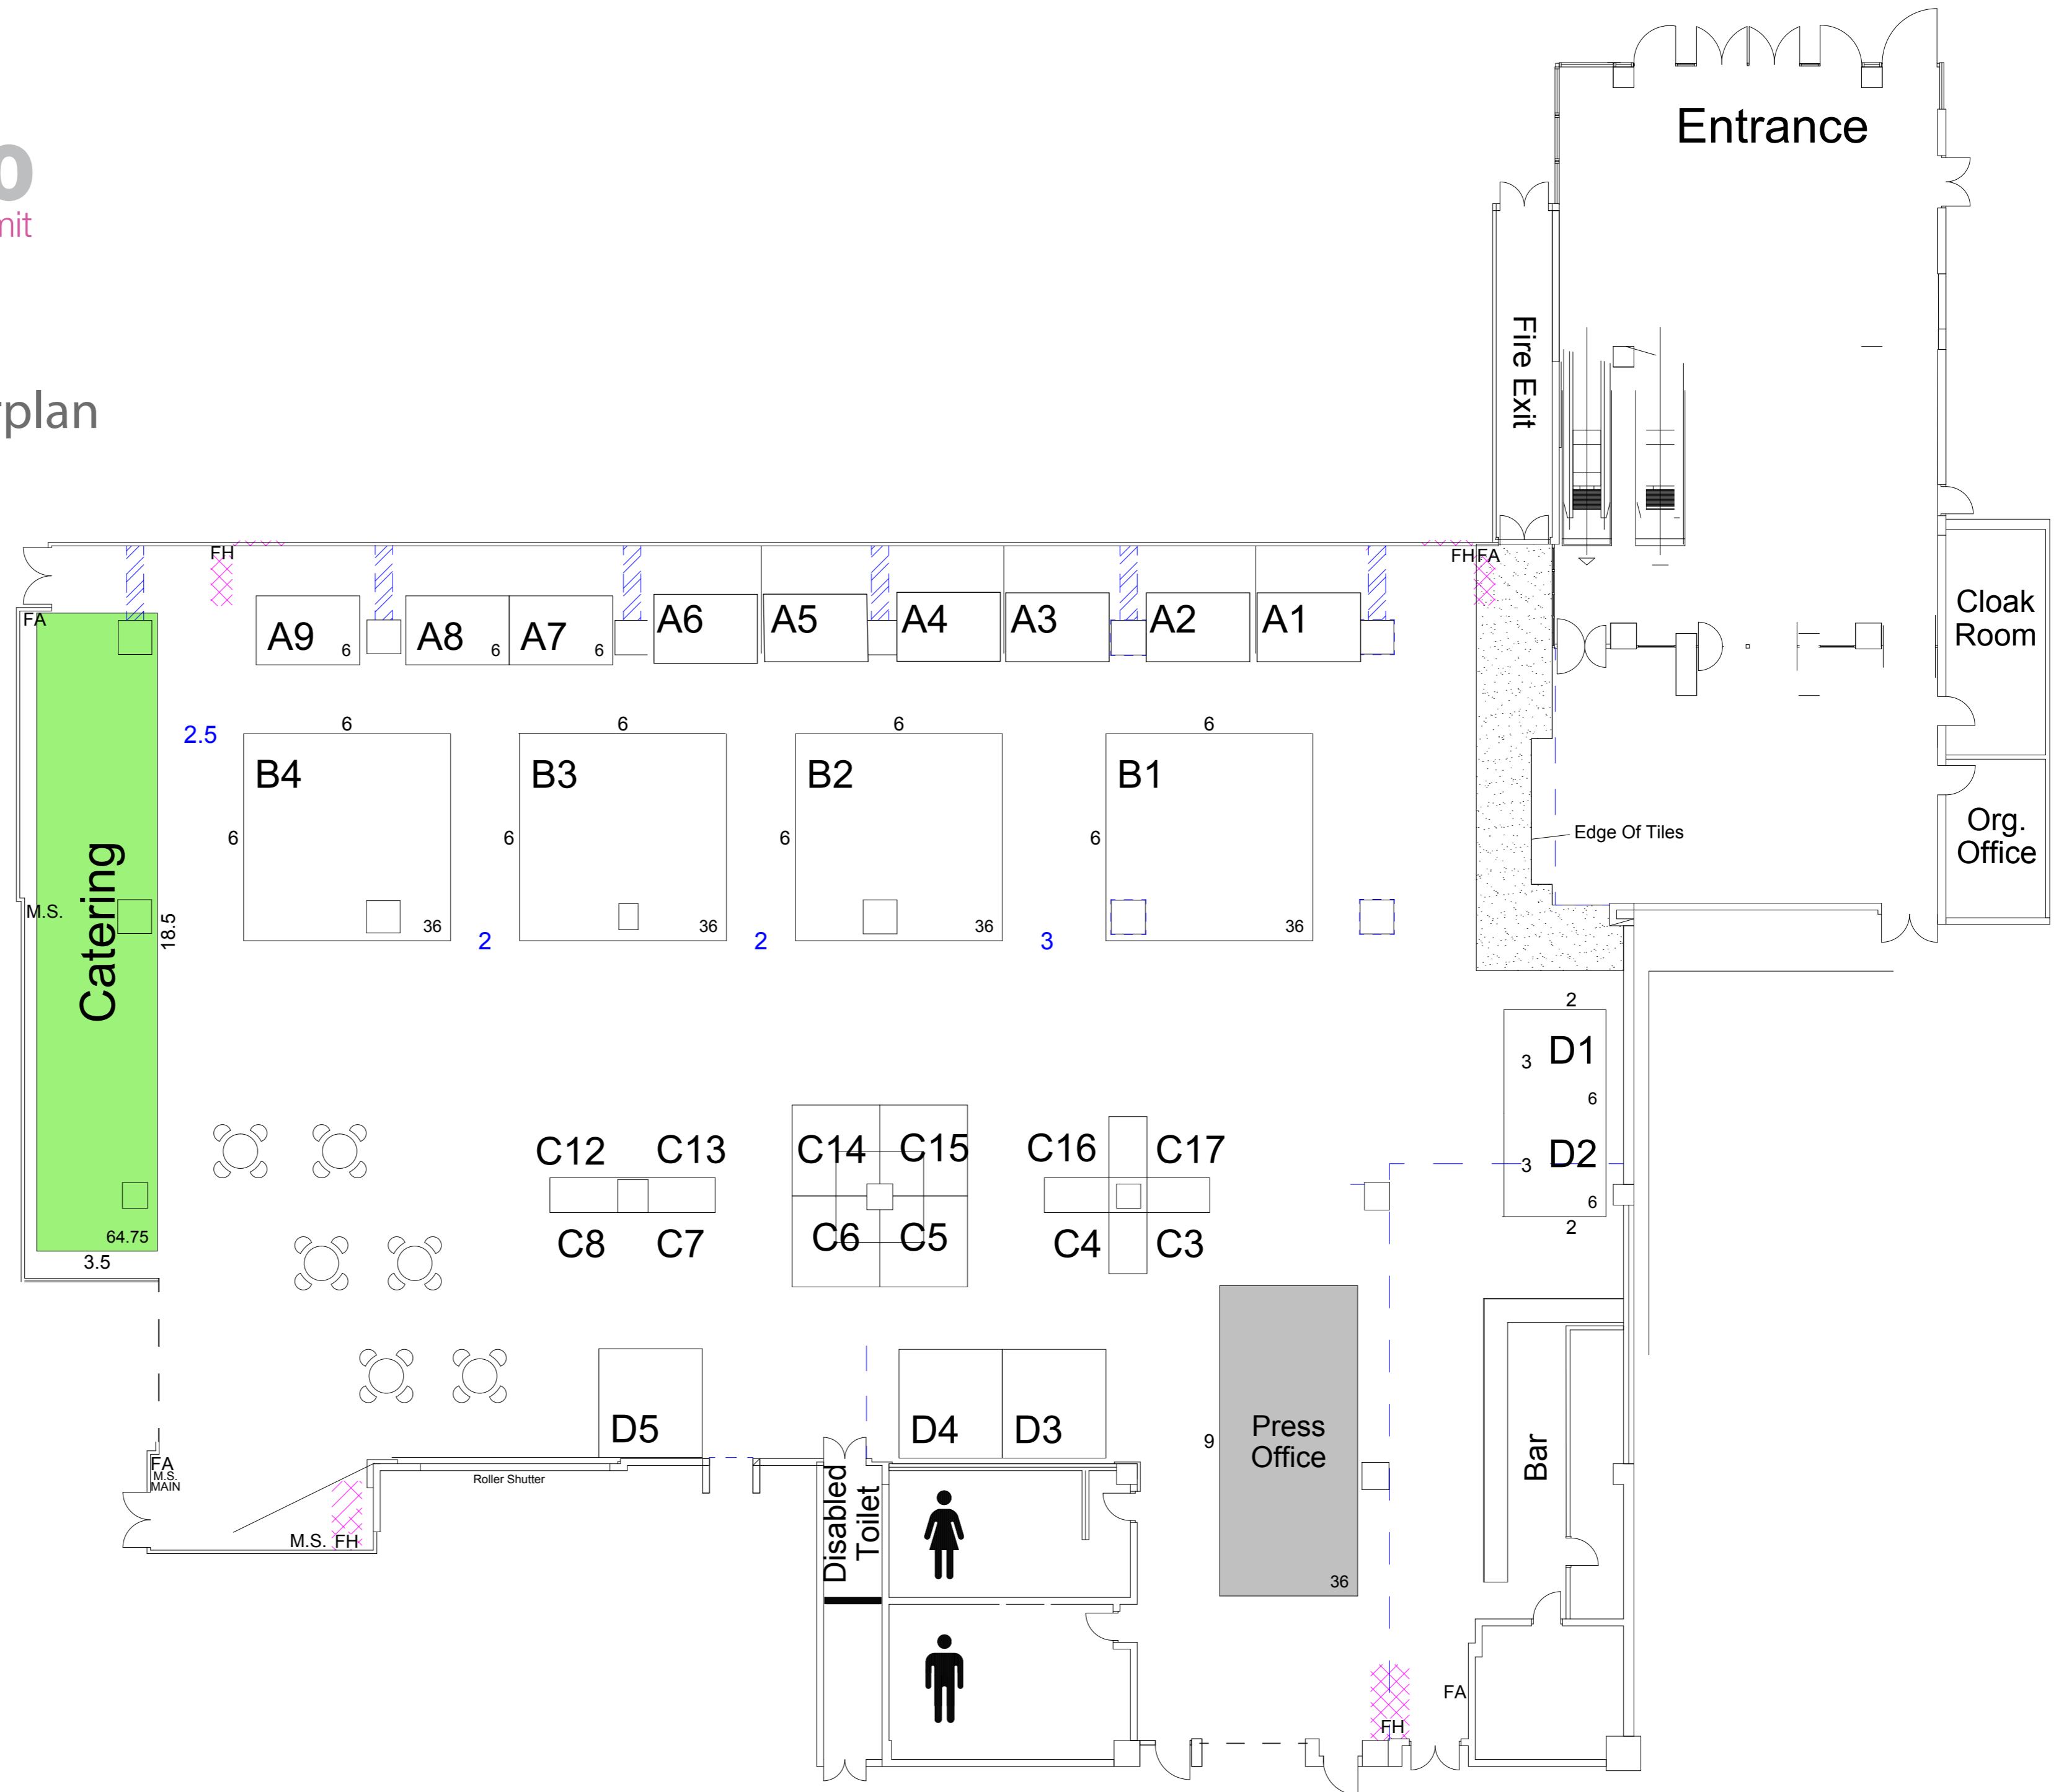 Entrance
mit
Fire Exit
rplan
FH
FH
FA
FA
A9
6
A8
6
A7
6
A6
A5
A4
A3
A2
A1
Cloak
Room
2.5
6
6
6
6
B4
B3
B2
B1
6
6
6
6
36
36
36
36
2
2
3
Edge Of Tiles
Org.
Office
Catering
M.S.
18.5
64.75
3.5
2
3
D1
6
3
D2
6
2
C12
C13
C14
C15
C16
C17
C8
C7
C6
C5
C4
C3
D5
D4
D3
9
Press
Office
36
Bar
FA
M.S.
MAIN
M.S.
FH
Roller Shutter
Disabled
Toilet
FA
FH